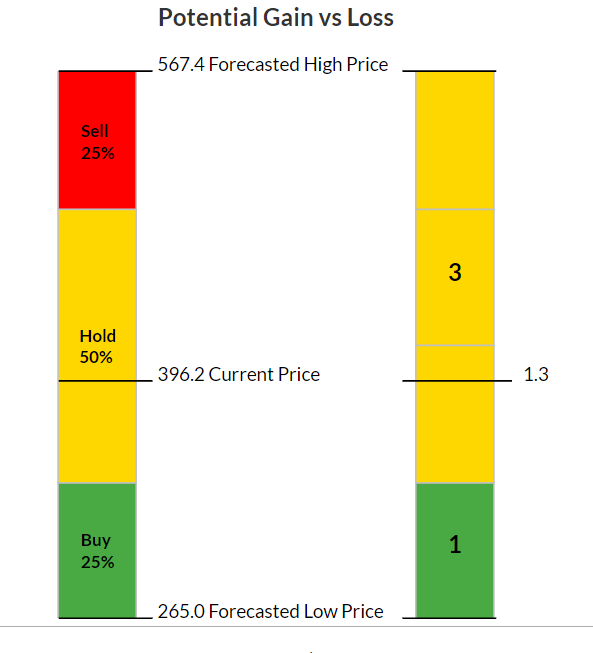 Potential Gain vs Loss
567.4 Forecasted High Price
Sell
25%
3
Hold
50%
396.2 Current Price
1.3
Buy
25%
1
265.0 Forecasted Low Price